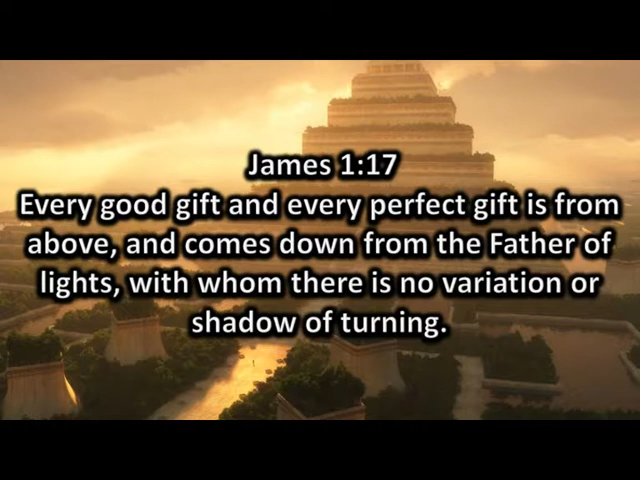 James 1:17
Every good gift and every perfect gift is from
above, and comes down from the Father of
lights, with whom there is no variation or
shadow of turning.